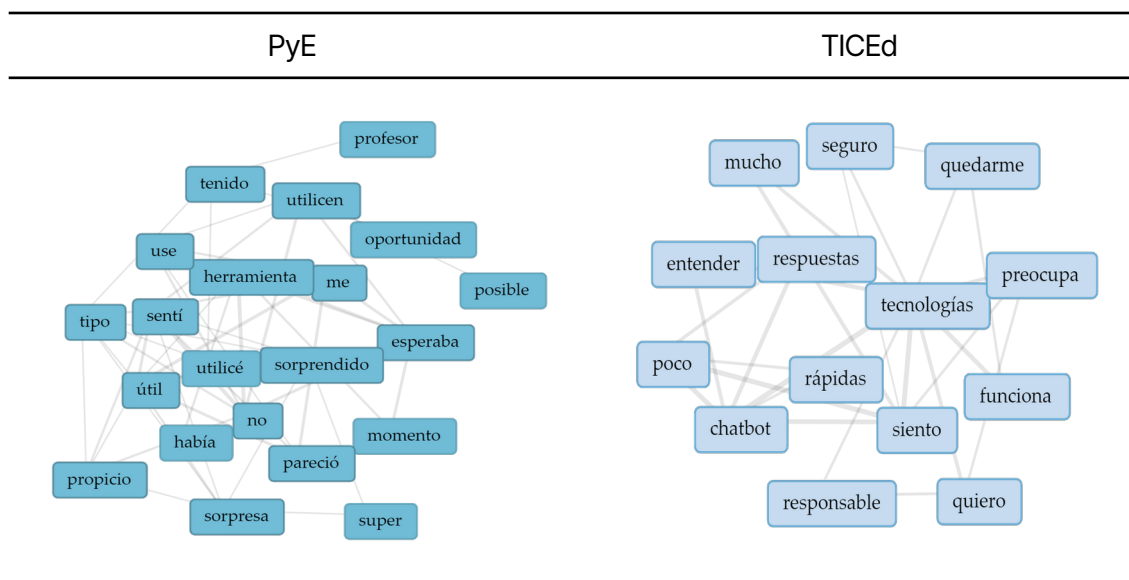 PyE
TICEd
profesor
tenido
utilicen
oportunidad
use
herramienta
me
posible
tipo
sentí
esperaba
utilicé
sorprendido
útil
no
había
momento
pareció
propicio
sorpresa
super
seguro
mucho
quedarme
entender
respuestas
preocupa
tecnologías
poco
rápidas
funciona
chatbot
siento
responsable
quiero